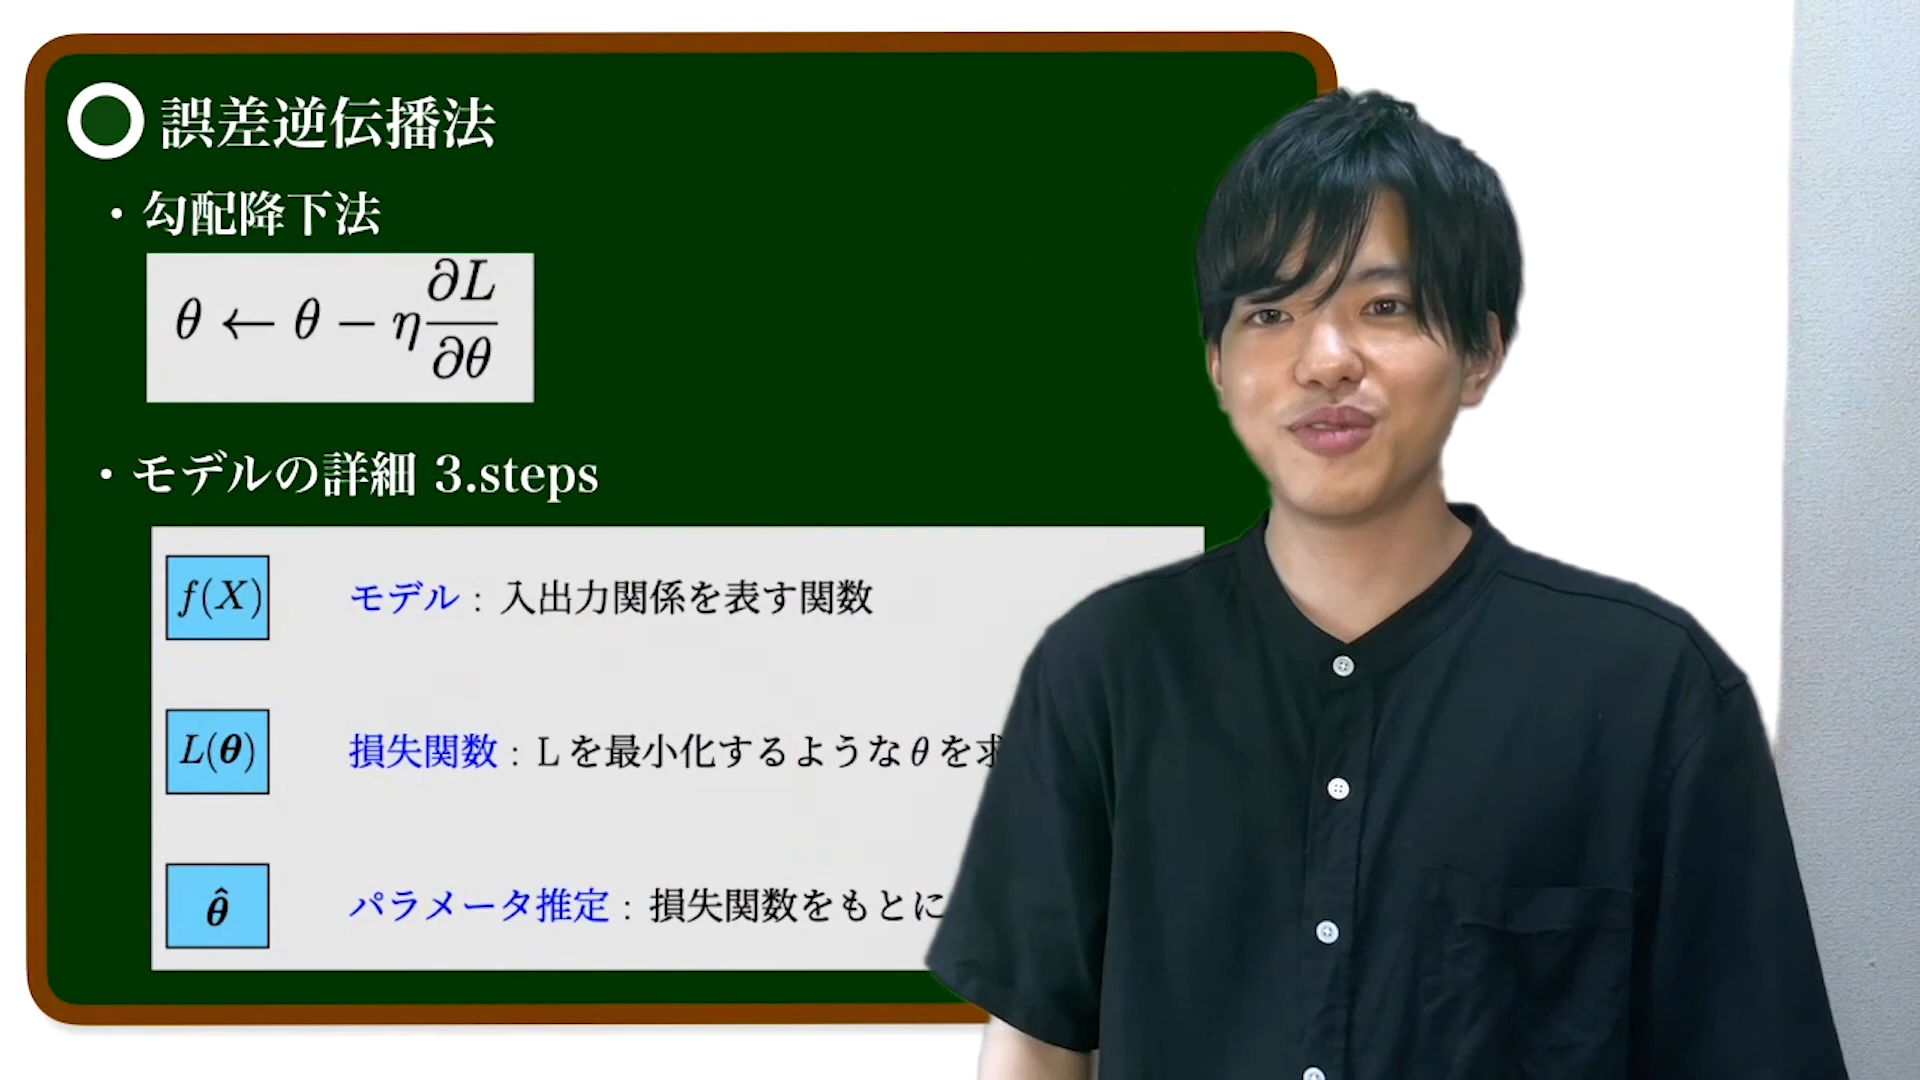 誤差逆伝播法
・勾配降下法
θ ← θ − η ∂L/∂θ
・モデルの詳細 3.steps
f(X) モデル：入出力関係を表す関数
L(θ) 損失関数：Lを最小化するようなθを
θ̂ パラメータ推定：損失関数をもとに